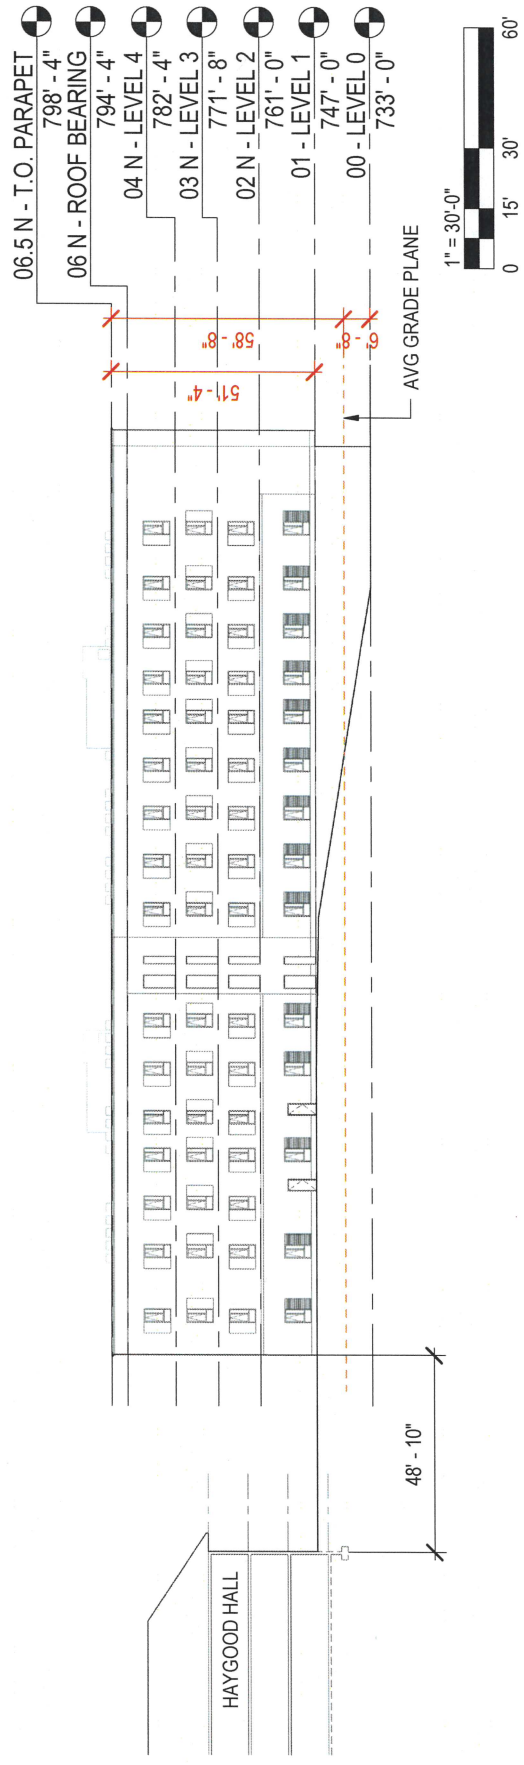 06.5 N - T.O. PARAPET
798' - 4"
06 N - ROOF BEARING
794' - 4"
04 N - LEVEL 4
782' - 4"
03 N - LEVEL 3
771' - 8"
02 N - LEVEL 2
761' - 0"
01 - LEVEL 1
747' - 0"
00 - LEVEL 0
733' - 0"
58' - 8"
6' - 8"
51' - 4"
AVG GRADE PLANE
48' - 10"
HAYGOOD HALL
1" = 30'-0"
0 15' 30' 60'